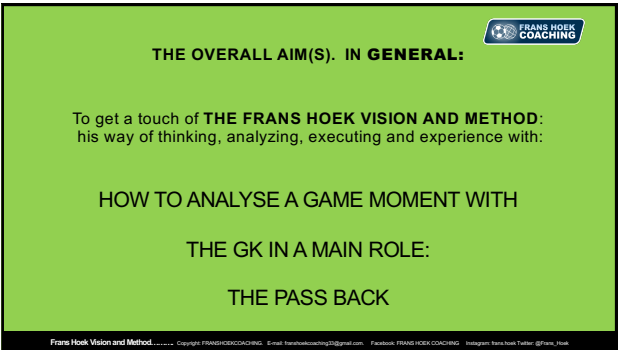 FRANS HOEK
COACHING
THE OVERALL AIM(S). IN GENERAL:
To get a touch of THE FRANS HOEK VISION AND METHOD:
his way of thinking, analyzing, executing and experience with:
HOW TO ANALYSE A GAME MOMENT WITH
THE GK IN A MAIN ROLE:
THE PASS BACK
Frans Hoek Vision and Method……… Copyright: FRANSHOEKCOACHING. E-mail: franshoekcoaching33@gmail.com. Facebook: FRANS HOEK COACHING Instagram: frans.hoek Twitter: @Frans_Hoek